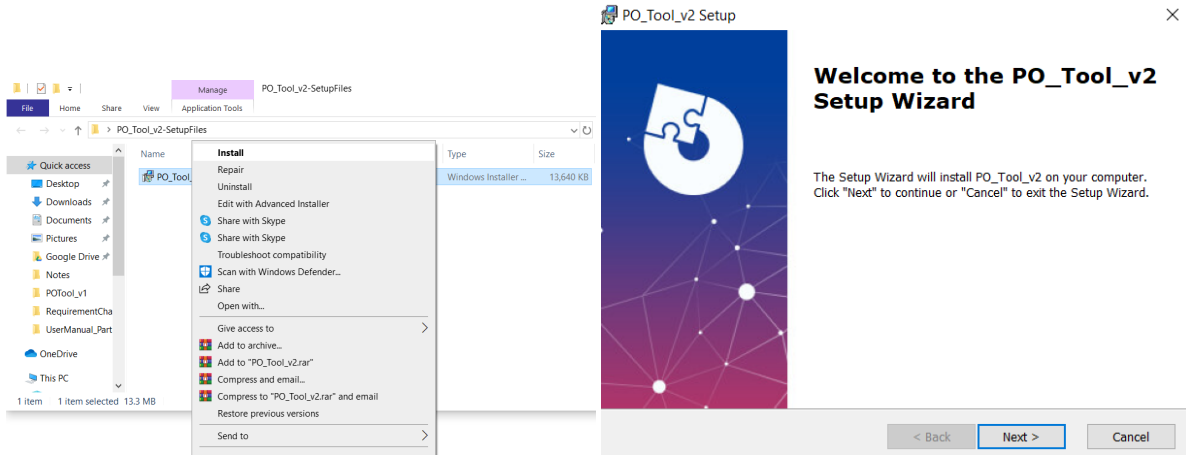 Manage
PO_Tool_v2-SetupFiles
File
Home
Share
View
Application Tools
PO_Tool_v2-SetupFiles
Name
Type
Size
Quick access
Desktop
Downloads
Documents
Pictures
Google Drive
Notes
POTool_v1
RequirementCha
UserManual_Part
OneDrive
This PC
PO_Tool_
Windows Installer ...
13,640 KB
Install
Repair
Uninstall
Edit with Advanced Installer
Share with Skype
Share with Skype
Troubleshoot compatibility
Scan with Windows Defender...
Share
Open with...
Give access to
Add to archive...
Add to "PO_Tool_v2.rar"
Compress and email...
Compress to "PO_Tool_v2.rar" and email
Restore previous versions
Send to
1 item
1 item selected
13.3 MB
PO_Tool_v2 Setup
Welcome to the PO_Tool_v2
Setup Wizard
The Setup Wizard will install PO_Tool_v2 on your computer.
Click "Next" to continue or "Cancel" to exit the Setup Wizard.
< Back
Next >
Cancel